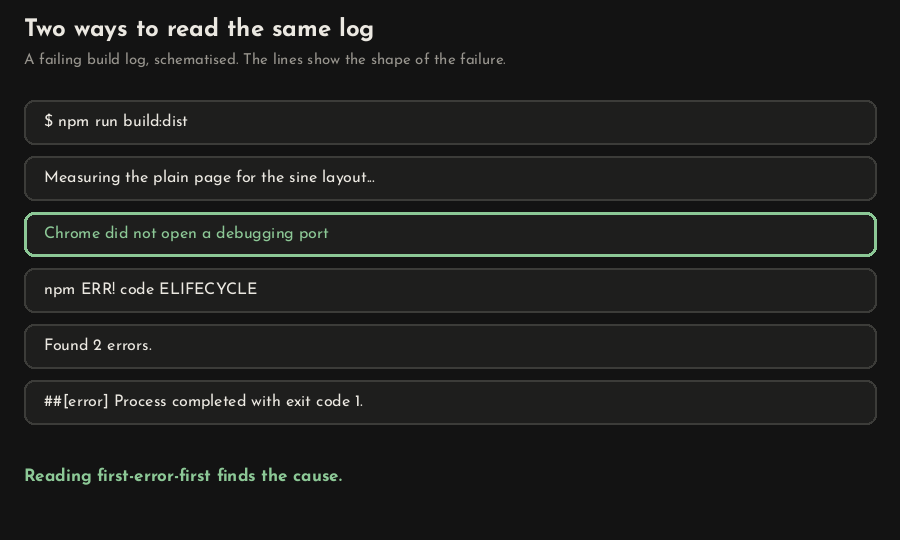 Two ways to read the same log
A failing build log, schematised. The lines show the shape of the failure.
$ npm run build:dist
Measuring the plain page for the sine layout...
Chrome did not open a debugging port
npm ERR! code ELIFECYCLE
Found 2 errors.
##[error] Process completed with exit code 1.
Reading first-error-first finds the cause.